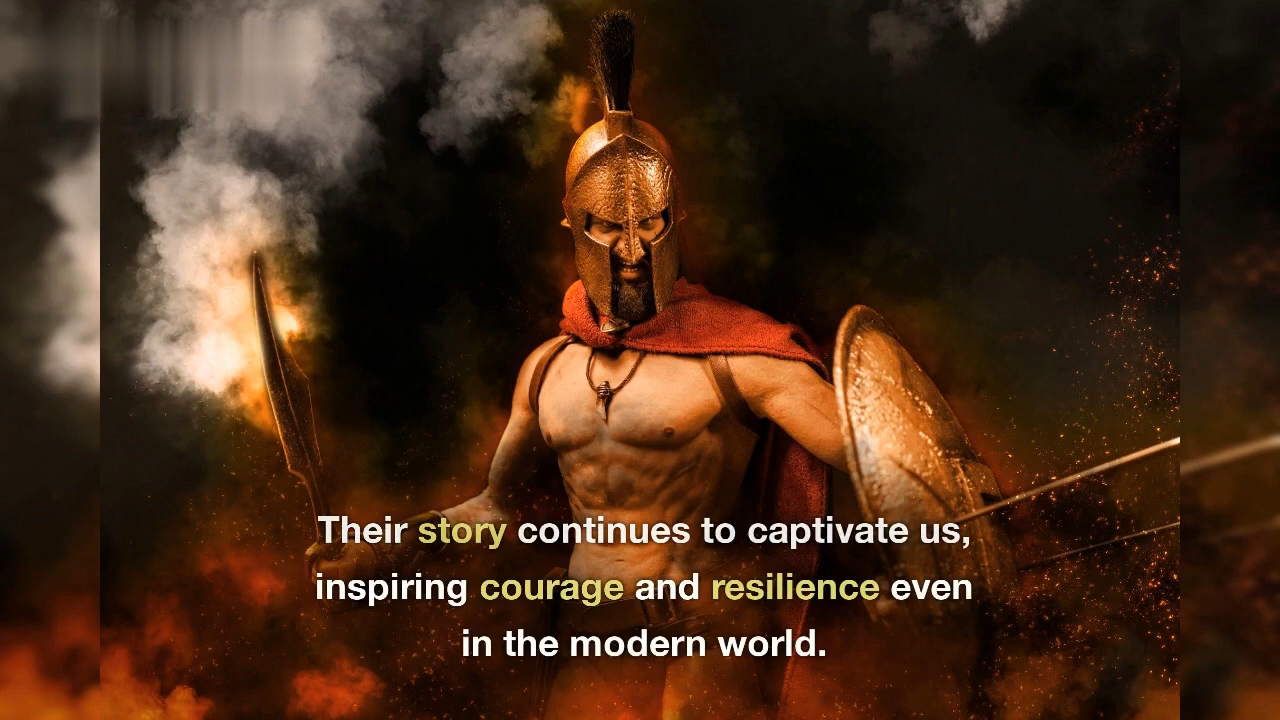 Their story continues to captivate us,
inspiring courage and resilience even
in the modern world.